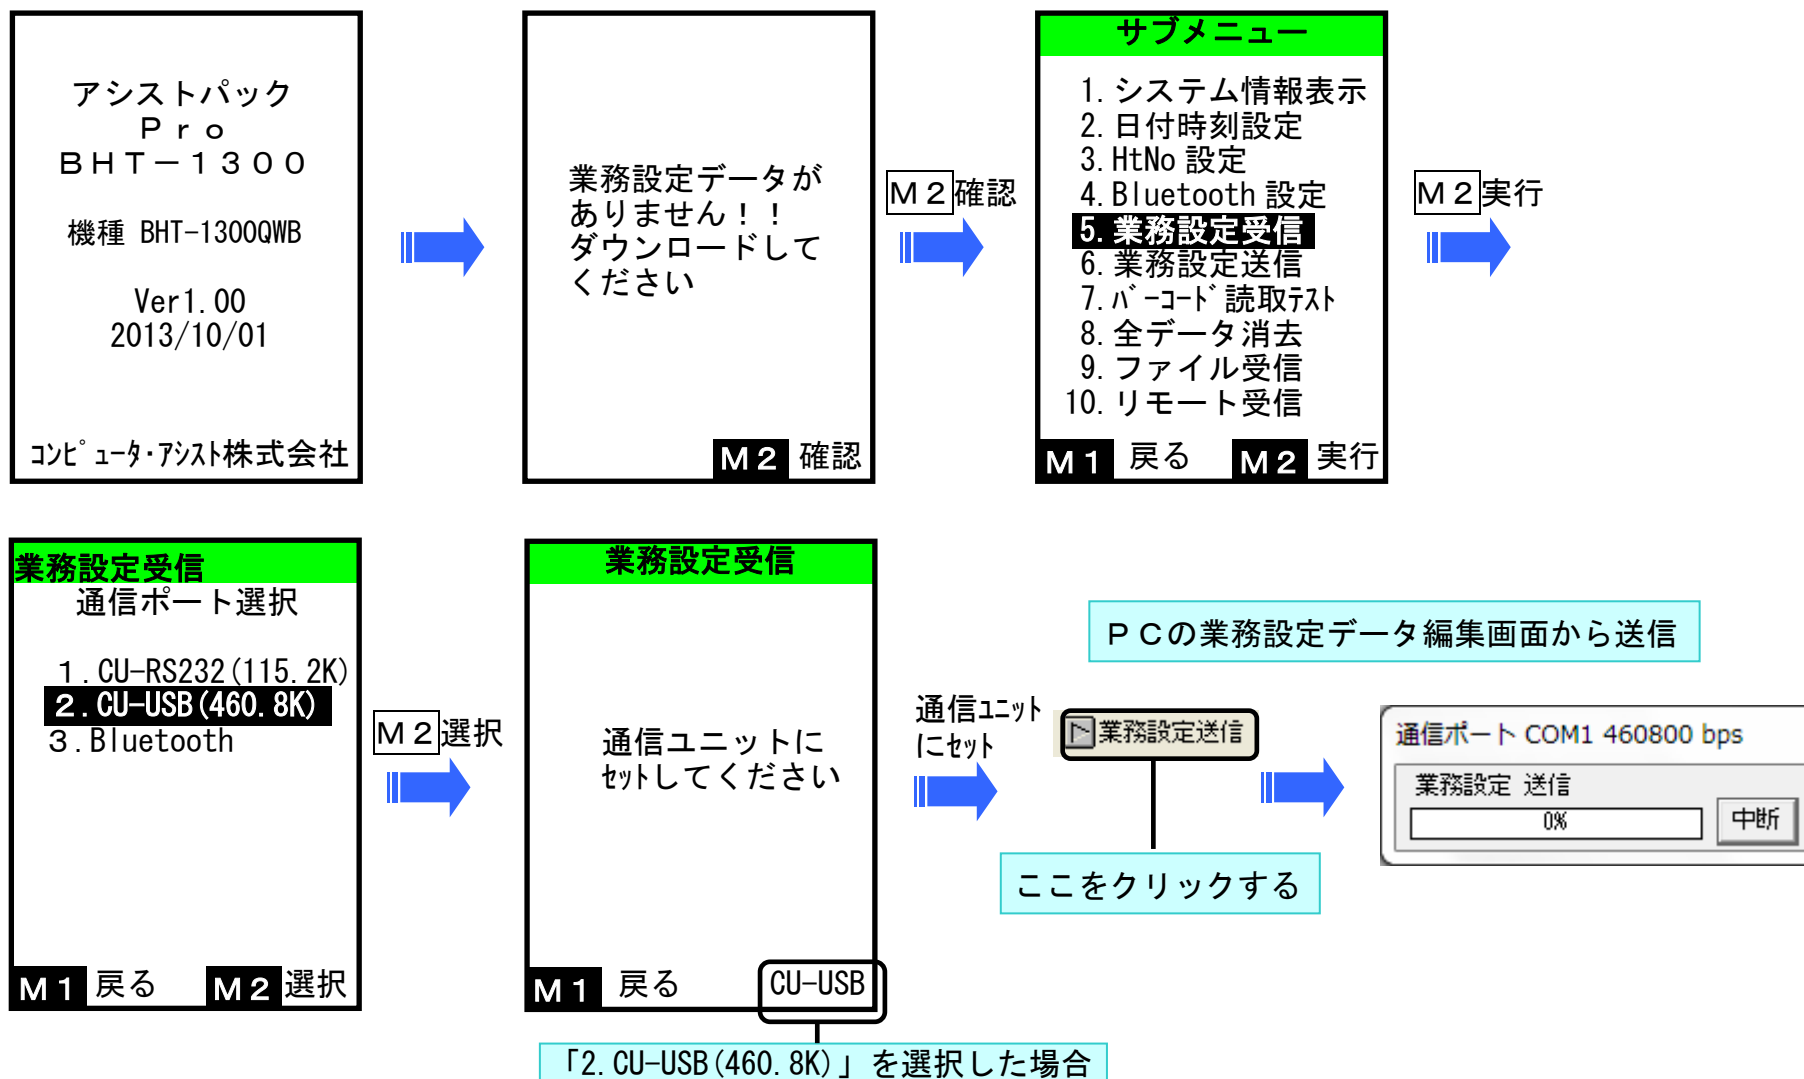 アシストパック
Ｐｒｏ
ＢＨＴ－１３００
機種 BHT-1300QWB
Ver1.00
2013/10/01
ｺﾝﾋﾟｭｰﾀ･ｱｼｽﾄ株式会社
業務設定データが
ありません！！
ダウンロードして
ください
Ｍ２ 確認
Ｍ２確認
サブメニュー
1.システム情報表示
2.日付時刻設定
3.HtNo 設定
4.Bluetooth 設定
5.業務設定受信
6.業務設定送信
7.ﾊﾞｰｺｰﾄﾞ読取ﾃｽﾄ
8.全データ消去
9.ファイル受信
10.リモート受信
Ｍ１ 戻る Ｍ２ 実行
Ｍ２実行
業務設定受信
通信ポート選択
１.CU-RS232(115.2K)
２.CU-USB(460.8K)
３.Bluetooth
Ｍ１ 戻る Ｍ２ 選択
Ｍ２選択
業務設定受信
通信ユニットに
ｾｯﾄしてください
Ｍ１ 戻る CU-USB
「2.CU-USB(460.8K)」を選択した場合
通信ﾕﾆｯﾄ
にｾｯﾄ
ＰＣの業務設定データ編集画面から送信
業務設定送信
ここをクリックする
通信ポート COM1 460800 bps
業務設定 送信
0%
中断